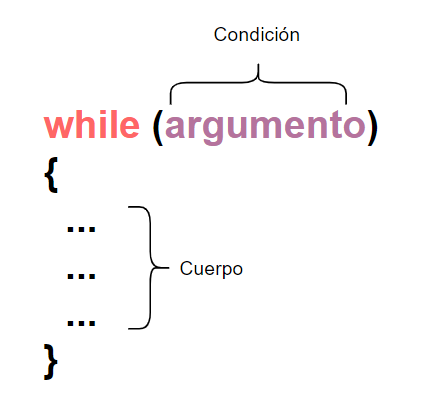 Condición
while (argumento)
{
...
...
Cuerpo
...
}